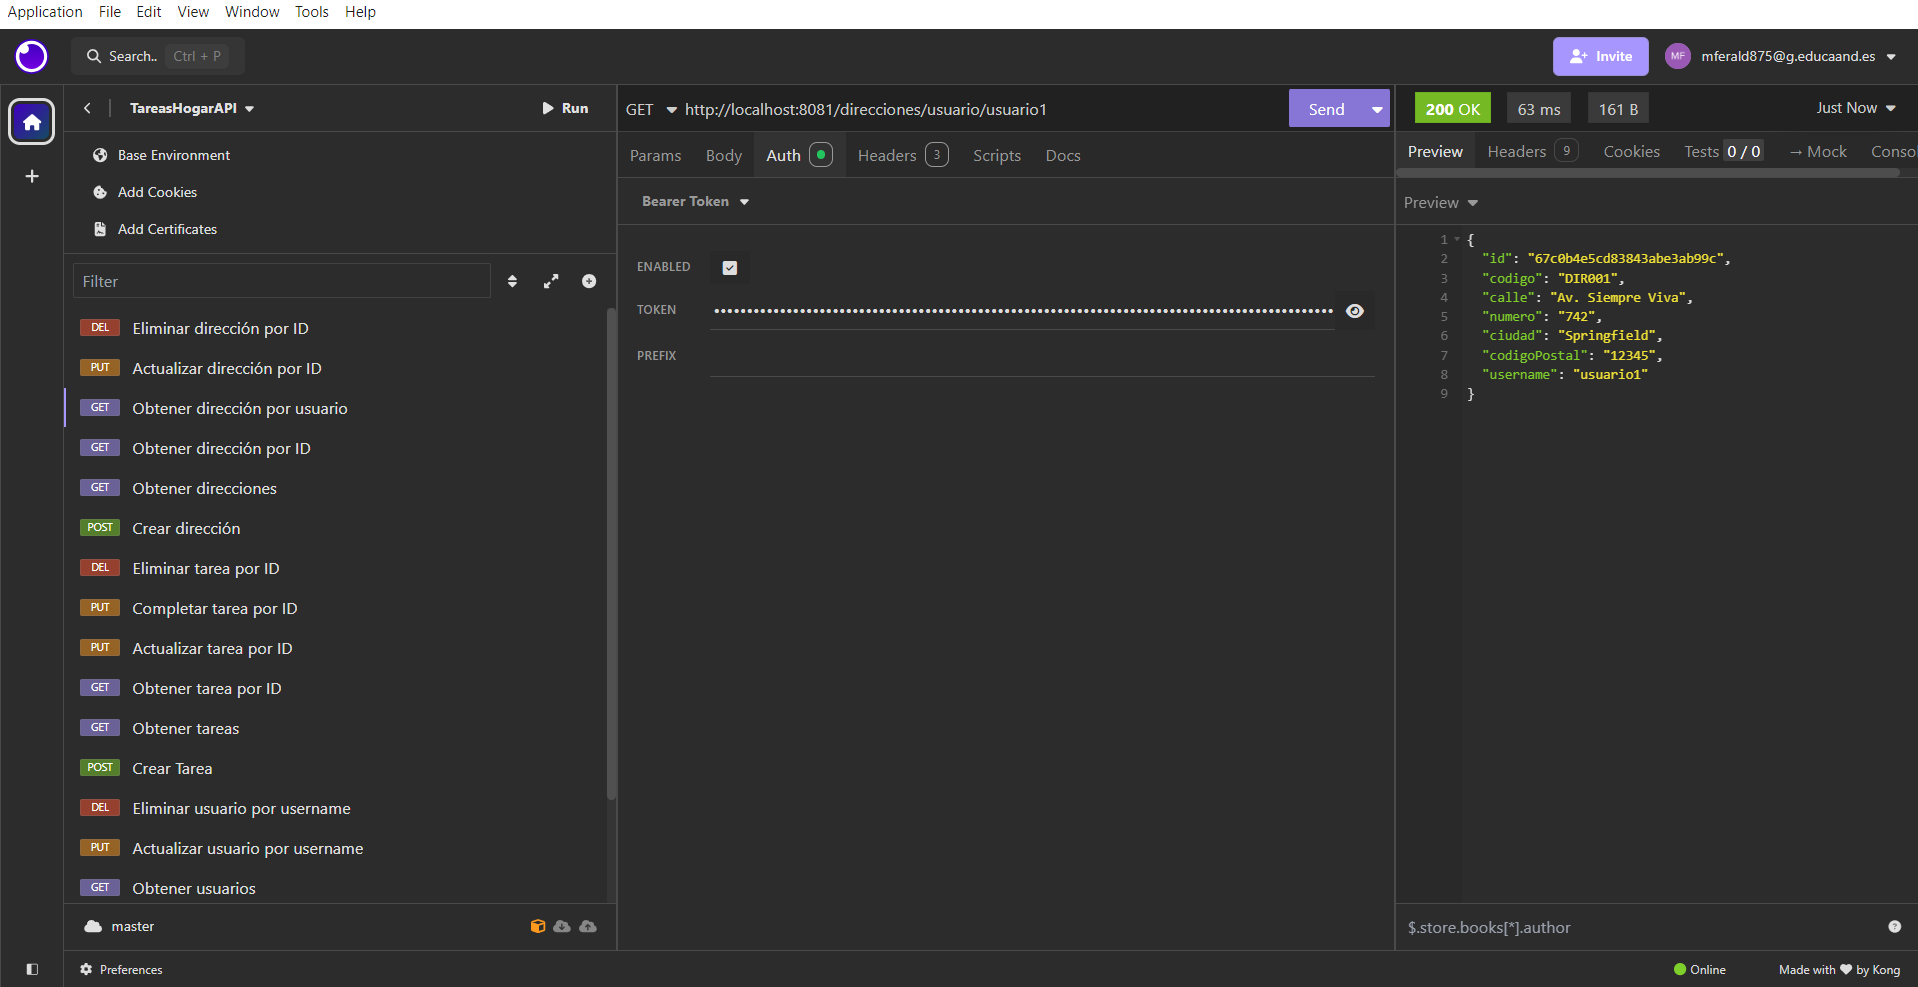 Application File Edit View Window Tools Help
Search.. Ctrl + P
Invite
MF mferald875@g.educaand.es
TareasHogarAPI
Run
Base Environment
Add Cookies
Add Certificates
Filter
DEL Eliminar dirección por ID
PUT Actualizar dirección por ID
GET Obtener dirección por usuario
GET Obtener dirección por ID
GET Obtener direcciones
POST Crear dirección
DEL Eliminar tarea por ID
PUT Completar tarea por ID
PUT Actualizar tarea por ID
GET Obtener tarea por ID
GET Obtener tareas
POST Crear Tarea
DEL Eliminar usuario por username
PUT Actualizar usuario por username
GET Obtener usuarios
master
Preferences
GET http://localhost:8081/direcciones/usuario/usuario1
Send
Params Body Auth Headers 3 Scripts Docs
Bearer Token
ENABLED
TOKEN ••••••••••••••••••••••••••••••••••••••••••••••••••••••••••••••••••••••••••••••••••••••••
PREFIX
200 OK 63 ms 161 B Just Now
Preview Headers 9 Cookies Tests 0 / 0 → Mock Conso
Preview
1 {
2 "id": "67c0b4e5cd83843abe3ab99c",
3 "codigo": "DIR001",
4 "calle": "Av. Siempre Viva",
5 "numero": "742",
6 "ciudad": "Springfield",
7 "codigoPostal": "12345",
8 "username": "usuario1"
9 }
$.store.books[*].author
Online
Made with ♥ by Kong